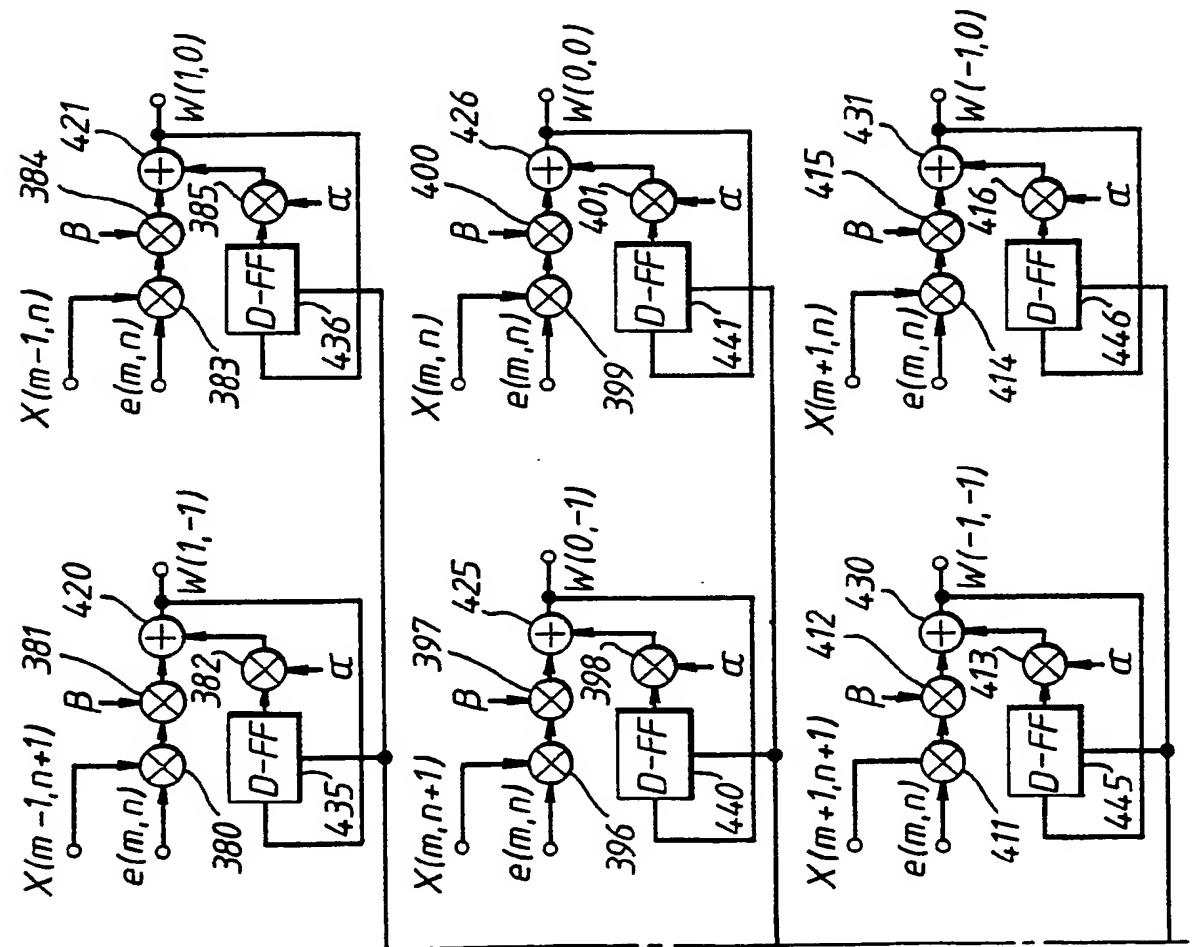 X(m-1,n+1)
β
381
420
e(m,n)
W(1,-1)
380
382
α
D-FF
435
X(m-1,n)
β
384
421
e(m,n)
W(1,0)
383
385
α
D-FF
436
X(m,n+1)
β
397
425
e(m,n)
W(0,-1)
396
398
α
D-FF
440
X(m,n)
β
400
426
e(m,n)
W(0,0)
399
401
α
D-FF
441
X(m+1,n+1)
β
412
430
e(m,n)
W(-1,-1)
411
413
α
D-FF
445
X(m+1,n)
β
415
431
e(m,n)
W(-1,0)
414
416
α
D-FF
446